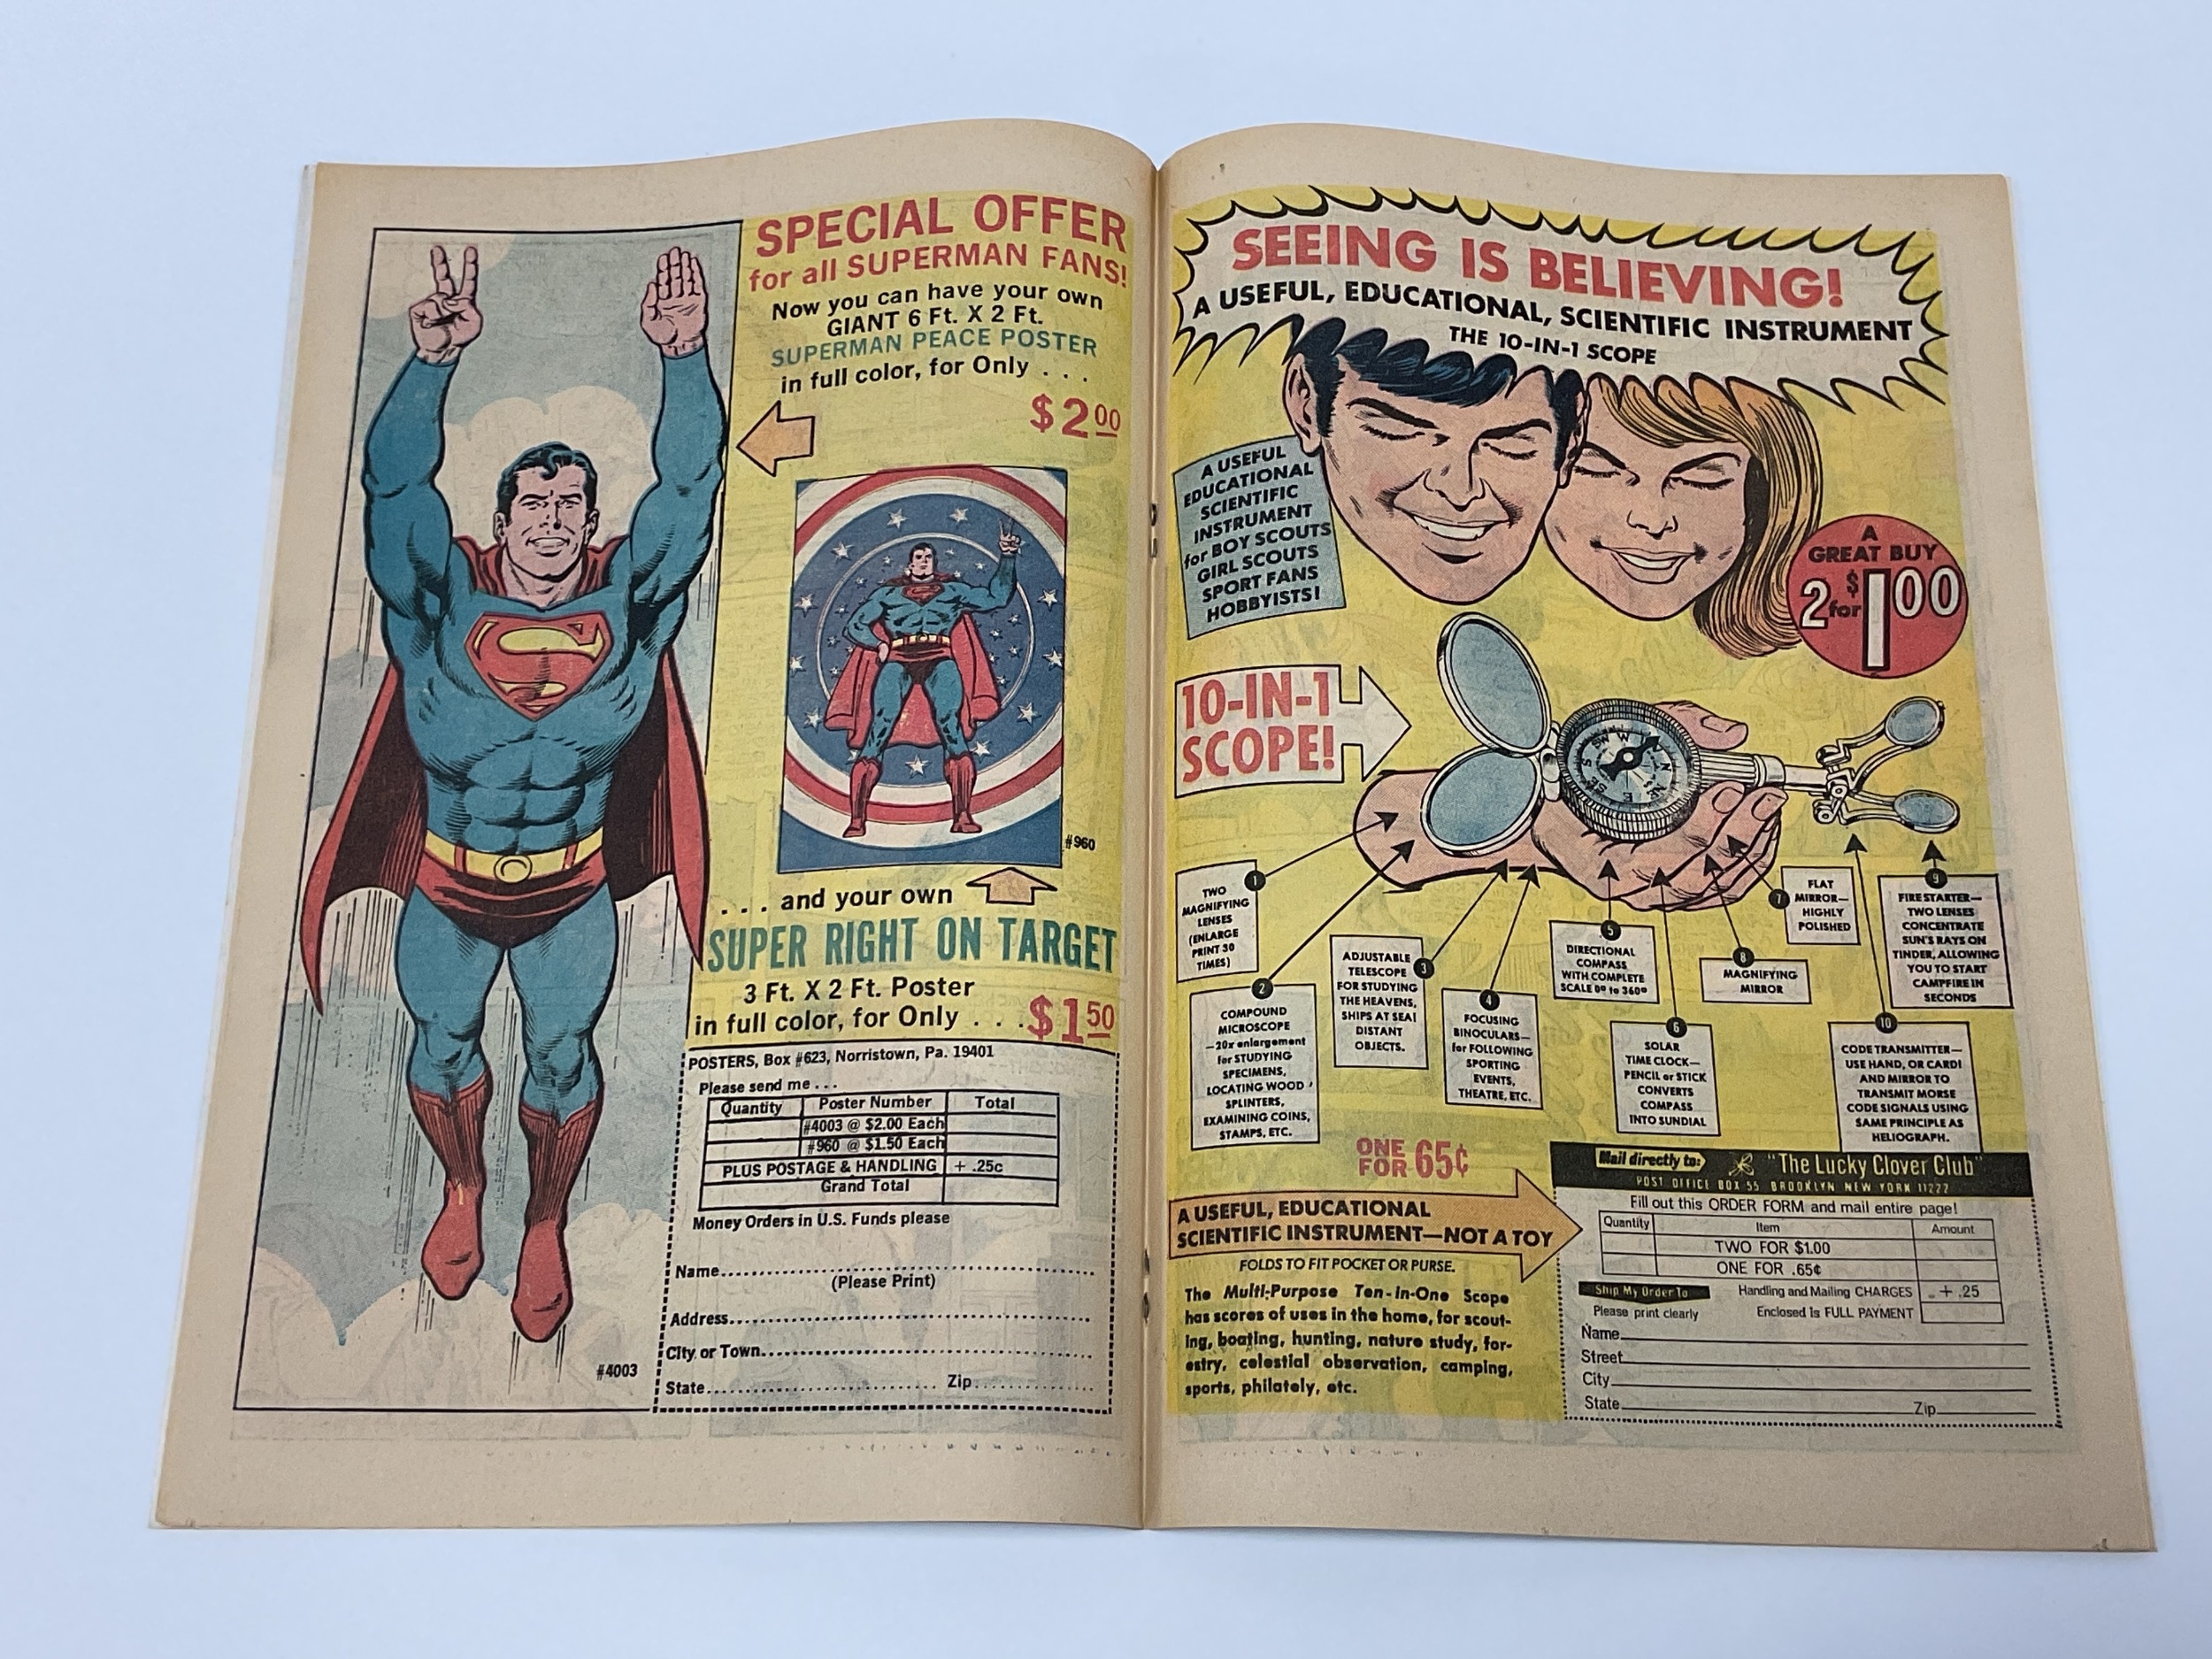 SPECIAL OFFER
for all SUPERMAN FANS!
Now you can have your own
GIANT 6 Ft. X 2 Ft.
SUPERMAN PEACE POSTER
in full color, for Only . . .
$2 00
#960
. . . and your own
SUPER RIGHT ON TARGET
3 Ft. X 2 Ft. Poster
in full color, for Only . . . $1 50
POSTERS, Box #623, Norristown, Pa. 19401
Please send me . . .
Quantity Poster Number Total
#4003 @ $2.00 Each
#960 @ $1.50 Each
PLUS POSTAGE & HANDLING + .25c
Grand Total
Money Orders in U.S. Funds please
Name
(Please Print)
Address
City or Town
State Zip
#4003
SEEING IS BELIEVING!
A USEFUL, EDUCATIONAL, SCIENTIFIC INSTRUMENT
THE 10-IN-1 SCOPE
A USEFUL
EDUCATIONAL
SCIENTIFIC
INSTRUMENT
for BOY SCOUTS
GIRL SCOUTS
SPORT FANS
HOBBYISTS!
A
GREAT BUY
2 for $1 00
10-IN-1
SCOPE!
1
TWO
MAGNIFYING
LENSES
(ENLARGE
PRINT 30
TIMES)
2
COMPOUND
MICROSCOPE
—20x enlargement
for STUDYING
SPECIMENS,
LOCATING WOOD
SPLINTERS,
EXAMINING COINS,
STAMPS, ETC.
3
ADJUSTABLE
TELESCOPE
FOR STUDYING
THE HEAVENS,
SHIPS AT SEA!
DISTANT
OBJECTS.
4
FOCUSING
BINOCULARS—
for FOLLOWING
SPORTING
EVENTS,
THEATRE, ETC.
5
DIRECTIONAL
COMPASS
WITH COMPLETE
SCALE 0° to 360°
6
SOLAR
TIME CLOCK—
PENCIL or STICK
CONVERTS
COMPASS
INTO SUNDIAL
7
FLAT
MIRROR—
HIGHLY
POLISHED
8
MAGNIFYING
MIRROR
9
FIRE STARTER—
TWO LENSES
CONCENTRATE
SUN'S RAYS ON
TINDER, ALLOWING
YOU TO START
CAMPFIRE IN
SECONDS
10
CODE TRANSMITTER—
USE HAND, OR CARD!
AND MIRROR TO
TRANSMIT MORSE
CODE SIGNALS USING
SAME PRINCIPLE AS
HELIOGRAPH.
ONE
FOR 65¢
A USEFUL, EDUCATIONAL
SCIENTIFIC INSTRUMENT—NOT A TOY
FOLDS TO FIT POCKET OR PURSE.
The Multi-Purpose Ten-in-One Scope
has scores of uses in the home, for scout-
ing, boating, hunting, nature study, for-
estry, celestial observation, camping,
sports, philately, etc.
Mail directly to: "The Lucky Clover Club"
POST OFFICE BOX 55 BROOKLYN NEW YORK 11222
Fill out this ORDER FORM and mail entire page!
Quantity Item Amount
TWO FOR $1.00
ONE FOR .65¢
Ship My Order To Handling and Mailing CHARGES + .25
Please print clearly Enclosed is FULL PAYMENT
Name
Street
City
State Zip